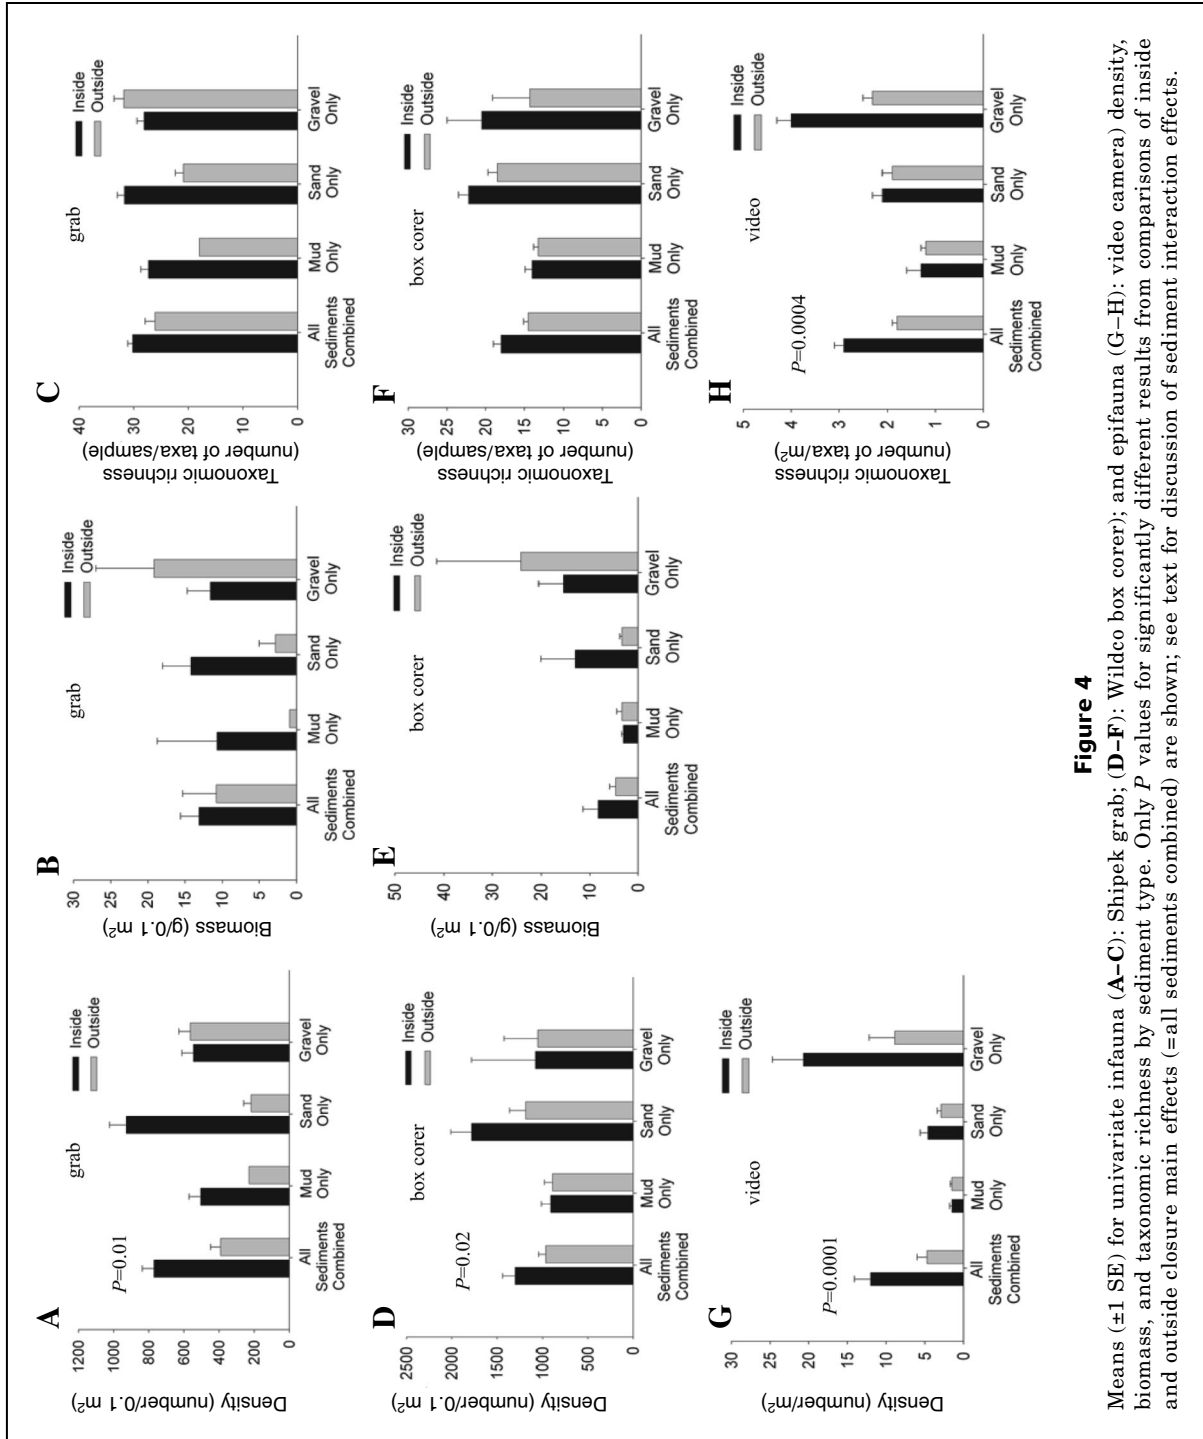 A
grab
Inside
Outside
P=0.01
Density (number/0.1 m²)
1200
1000
800
600
400
200
0
All
Sediments
Combined
Mud
Only
Sand
Only
Gravel
Only
B
grab
Inside
Outside
Biomass (g/0.1 m²)
30
25
20
15
10
5
0
All
Sediments
Combined
Mud
Only
Sand
Only
Gravel
Only
C
grab
Inside
Outside
Taxonomic richness
(number of taxa/sample)
40
30
20
10
0
All
Sediments
Combined
Mud
Only
Sand
Only
Gravel
Only
D
box corer
Inside
Outside
P=0.02
Density (number/0.1 m²)
2500
2000
1500
1000
500
0
All
Sediments
Combined
Mud
Only
Sand
Only
Gravel
Only
E
box corer
Inside
Outside
Biomass (g/0.1 m²)
50
40
30
20
10
0
All
Sediments
Combined
Mud
Only
Sand
Only
Gravel
Only
F
box corer
Inside
Outside
Taxonomic richness
(number of taxa/sample)
30
25
20
15
10
5
0
All
Sediments
Combined
Mud
Only
Sand
Only
Gravel
Only
G
video
Inside
Outside
P=0.0001
Density (number/m²)
30
25
20
15
10
5
0
All
Sediments
Combined
Mud
Only
Sand
Only
Gravel
Only
H
video
Inside
Outside
P=0.0004
Taxonomic richness
(number of taxa/m²)
5
4
3
2
1
0
All
Sediments
Combined
Mud
Only
Sand
Only
Gravel
Only
Figure 4
Means (±1 SE) for univariate infauna (A–C): Shipek grab; (D–F): Wildco box corer); and epifauna (G–H): video camera) density,
biomass, and taxonomic richness by sediment type. Only P values for significantly different results from comparisons of inside
and outside closure main effects (=all sediments combined) are shown; see text for discussion of sediment interaction effects.